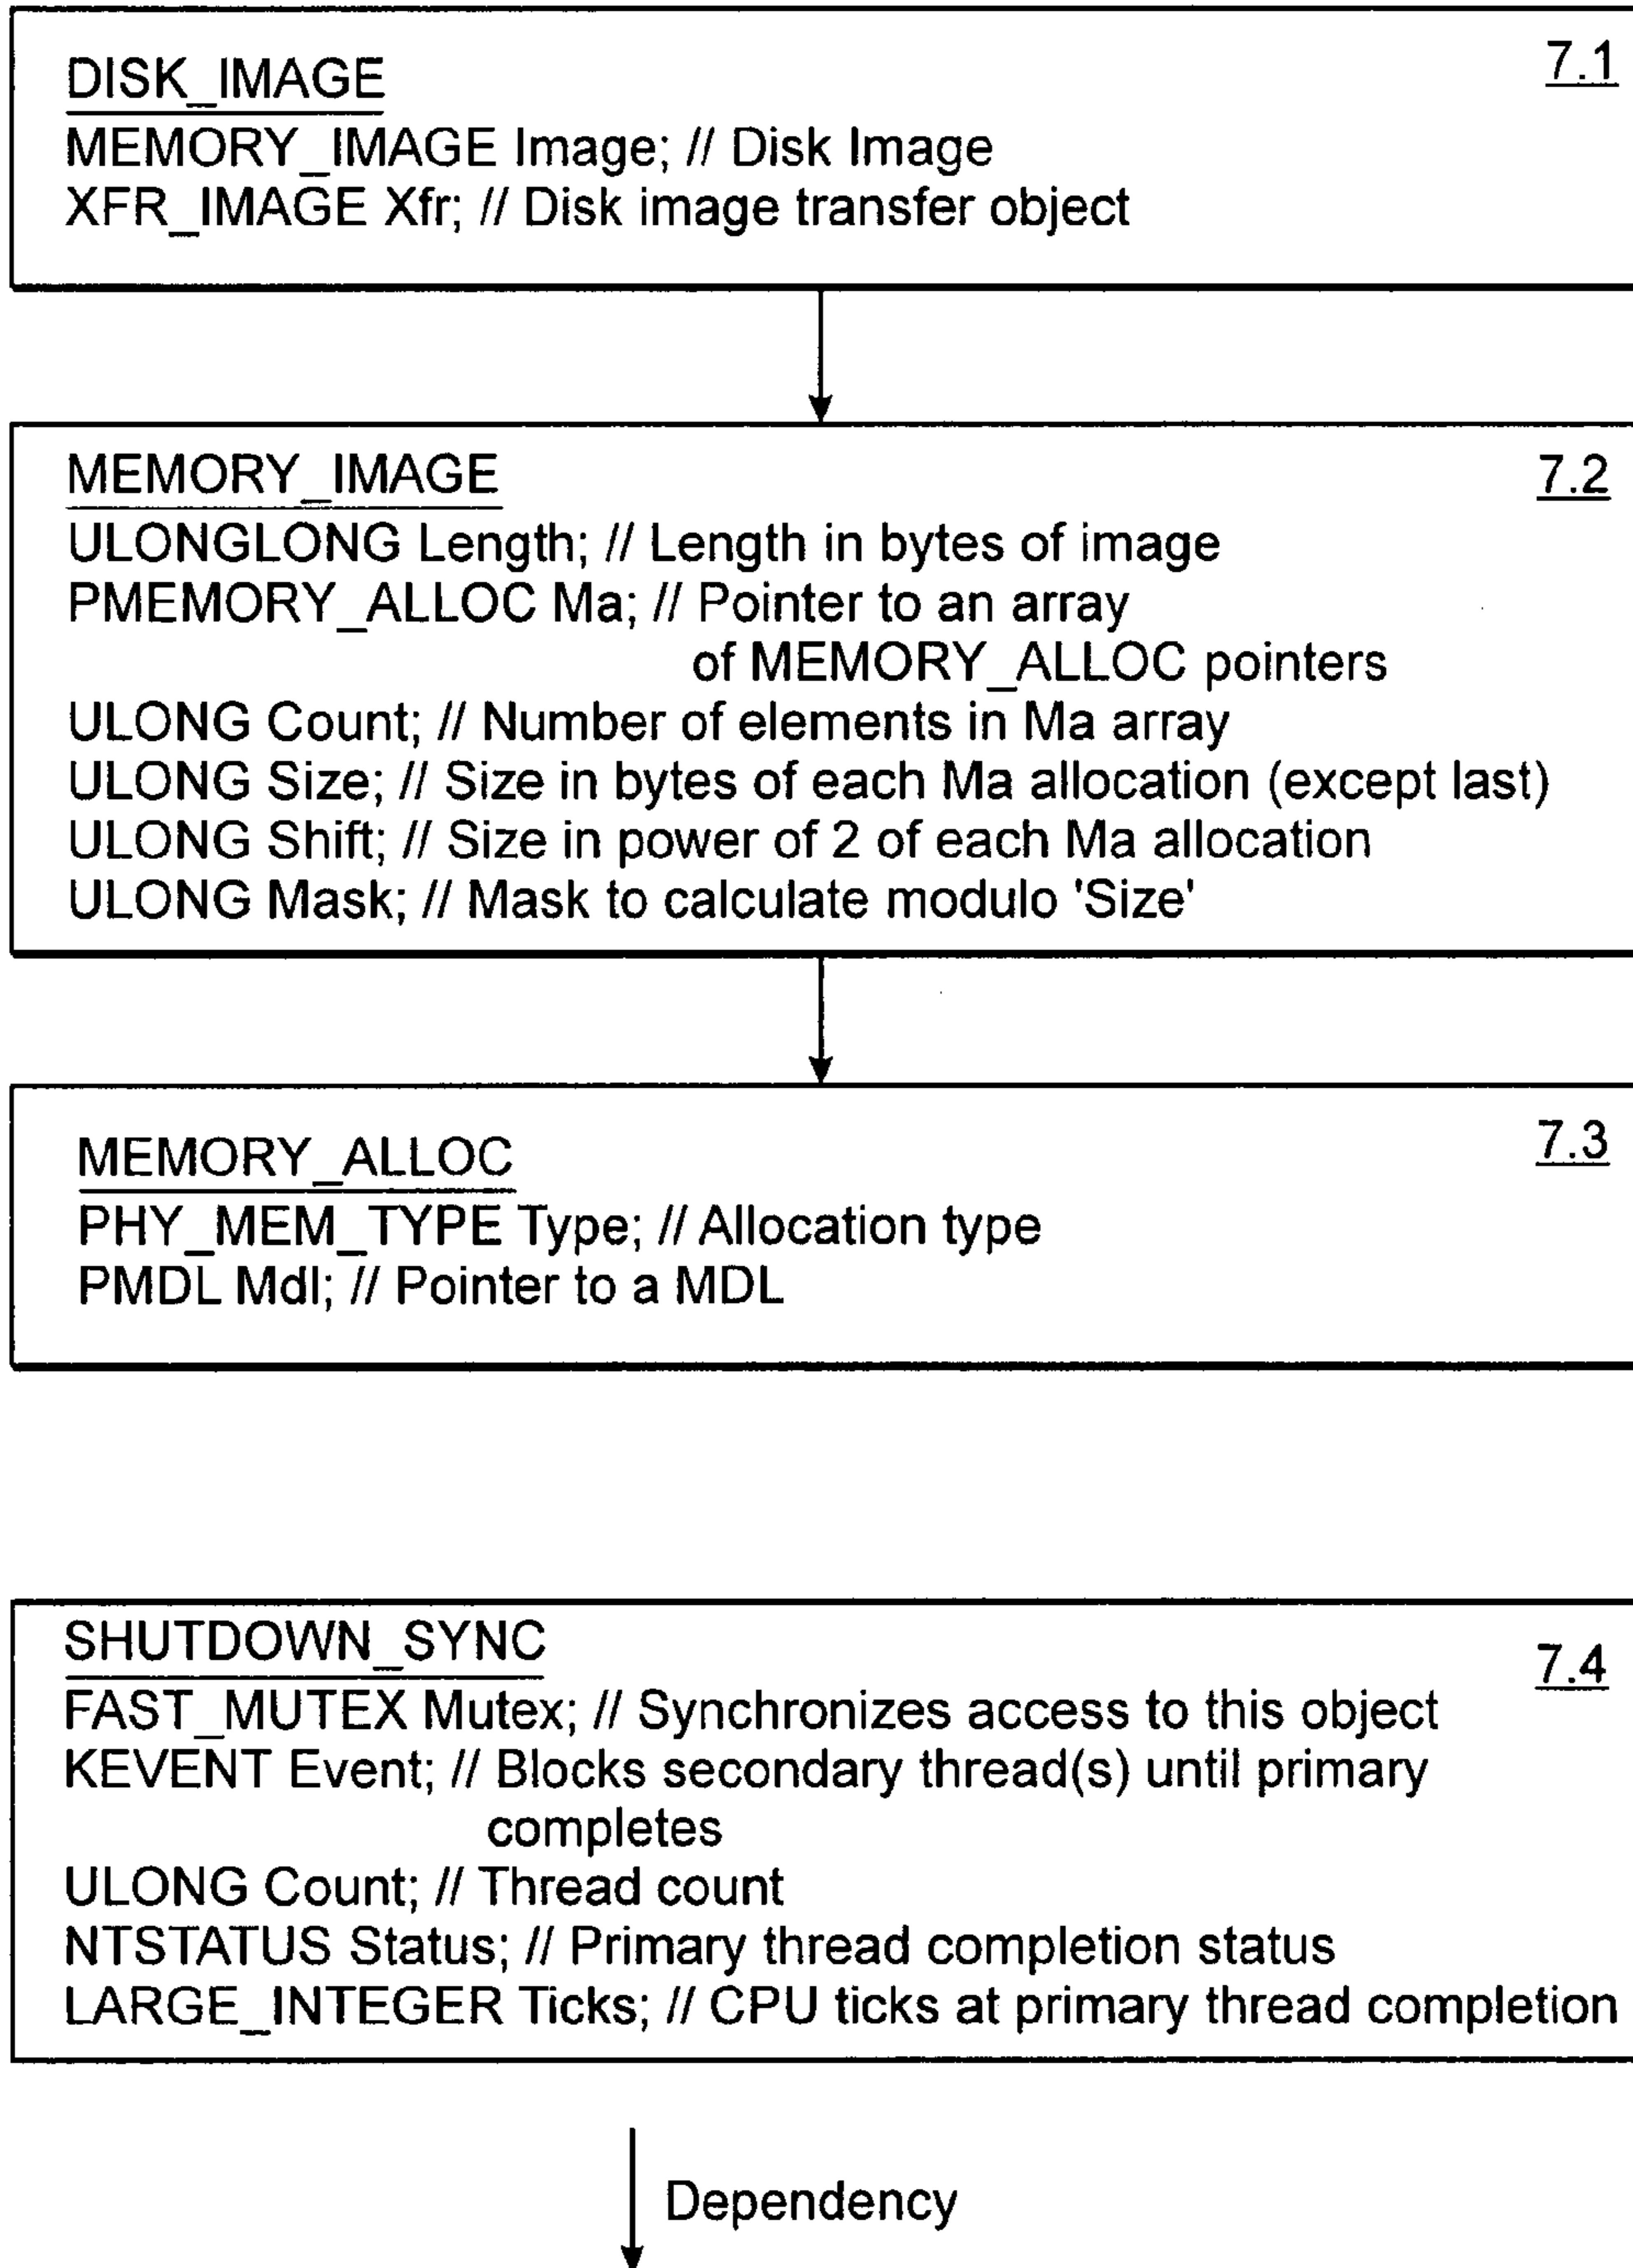 7.1
DISK_IMAGE
MEMORY_IMAGE Image; // Disk Image
XFR_IMAGE Xfr; // Disk image transfer object
7.2
MEMORY_IMAGE
ULONGLONG Length; // Length in bytes of image
PMEMORY_ALLOC Ma; // Pointer to an array
of MEMORY_ALLOC pointers
ULONG Count; // Number of elements in Ma array
ULONG Size; // Size in bytes of each Ma allocation (except last)
ULONG Shift; // Size in power of 2 of each Ma allocation
ULONG Mask; // Mask to calculate modulo 'Size'
7.3
MEMORY_ALLOC
PHY_MEM_TYPE Type; // Allocation type
PMDL Mdl; // Pointer to a MDL
SHUTDOWN_SYNC
7.4
FAST_MUTEX Mutex; // Synchronizes access to this object
KEVENT Event; // Blocks secondary thread(s) until primary
completes
ULONG Count; // Thread count
NTSTATUS Status; // Primary thread completion status
LARGE_INTEGER Ticks; // CPU ticks at primary thread completion
Dependency